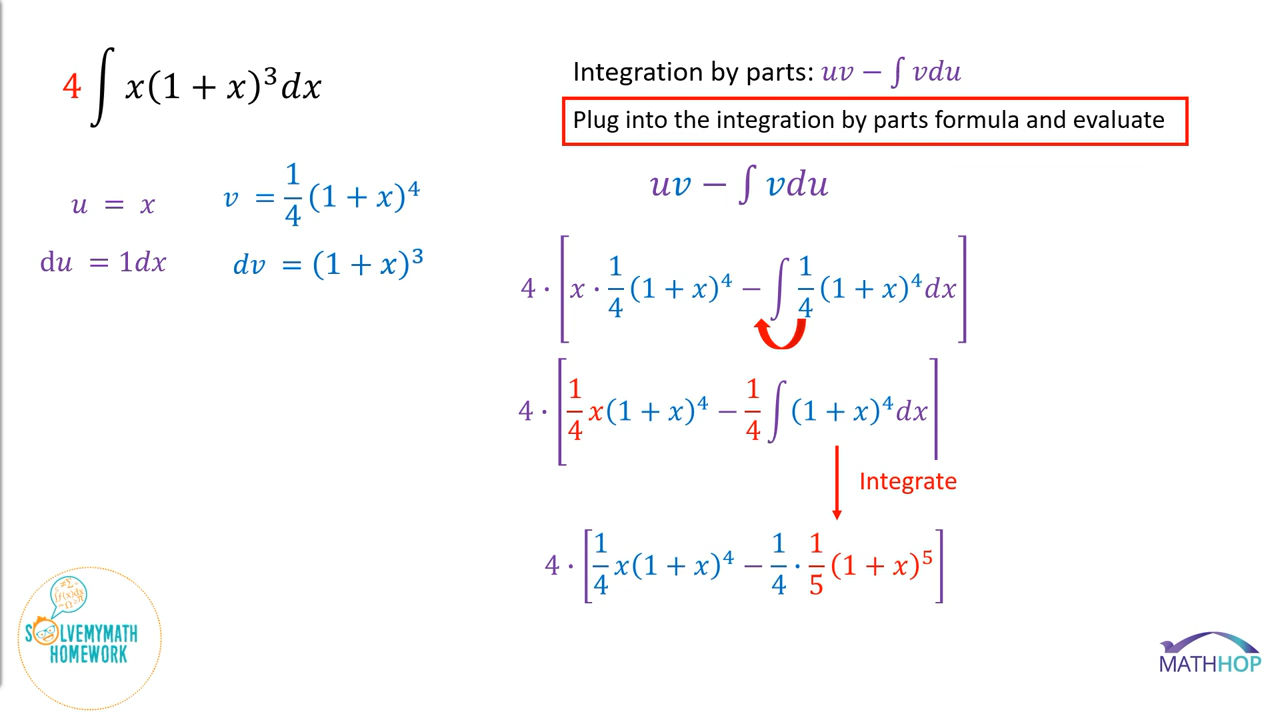 4 ∫ x(1 + x)³dx
Integration by parts: uv − ∫ vdu
Plug into the integration by parts formula and evaluate
u = x
v = 1/4 (1 + x)⁴
du = 1dx
dv = (1 + x)³
uv − ∫ vdu
4 · [x · 1/4 (1 + x)⁴ − ∫ 1/4 (1 + x)⁴dx]
4 · [1/4 x(1 + x)⁴ − 1/4 ∫ (1 + x)⁴dx]
Integrate
4 · [1/4 x(1 + x)⁴ − 1/4 · 1/5 (1 + x)⁵]
SOLVEMYMATH
HOMEWORK
MATHHOP